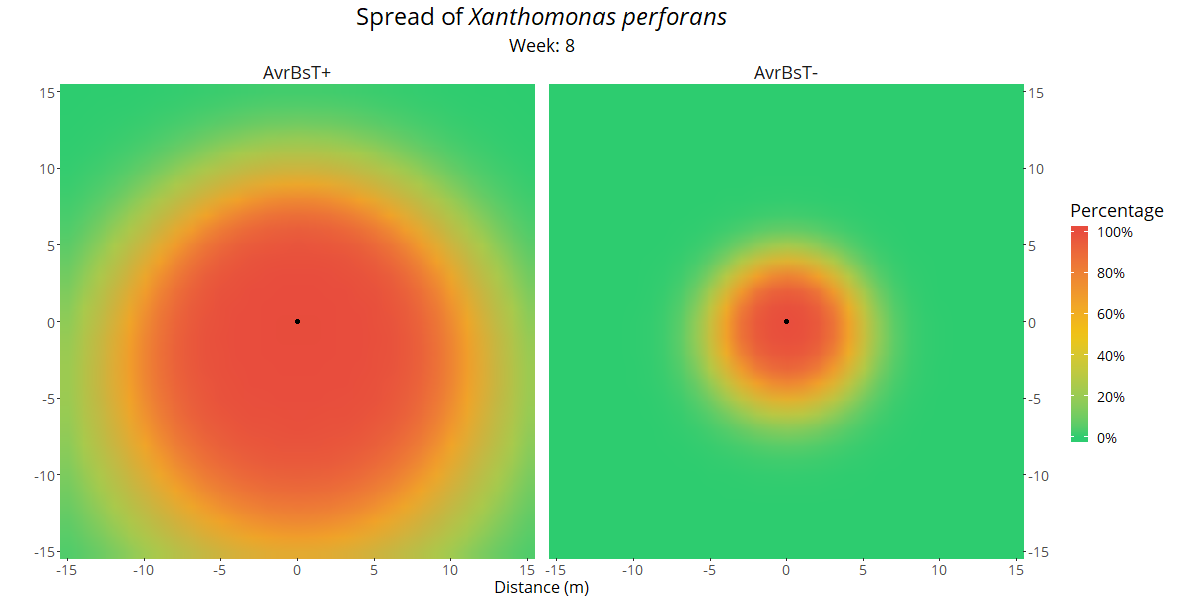 Spread of Xanthomonas perforans
Week: 8
AvrBsT+
AvrBsT-
15
10
5
0
-5
-10
-15
-15 -10 -5 0 5 10 15
-15 -10 -5 0 5 10 15
15
10
5
0
-5
-10
-15
Distance (m)
Percentage
100%
80%
60%
40%
20%
0%